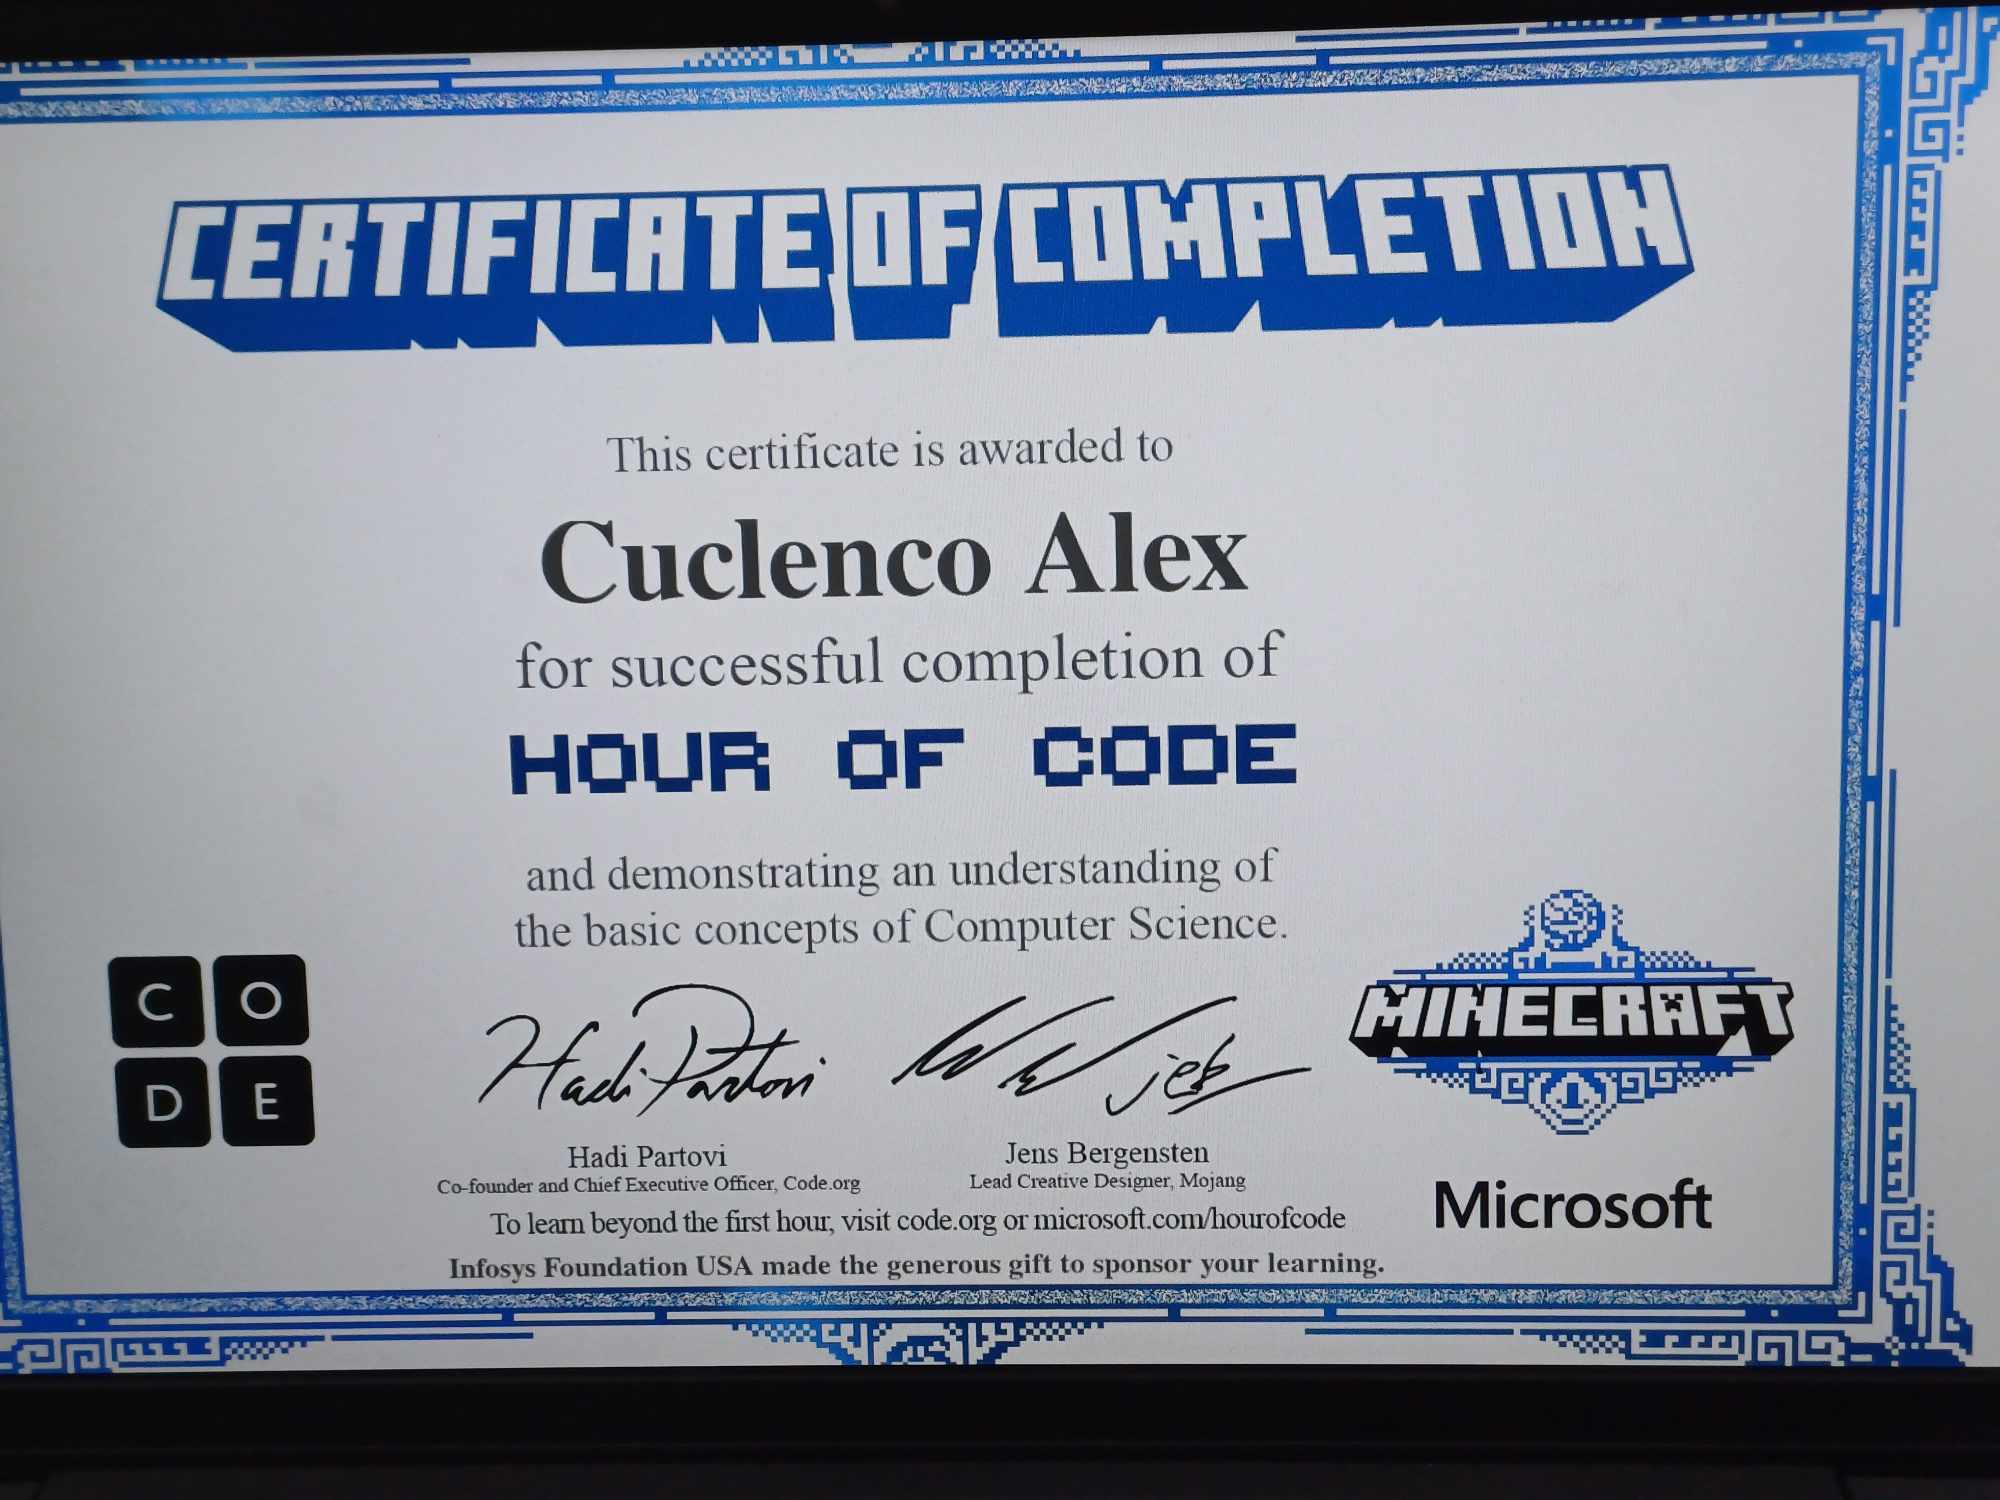 CERTIFICATE OF COMPLETION
This certificate is awarded to
Cuclenco Alex
for successful completion of
HOUR OF CODE
and demonstrating an understanding of
the basic concepts of Computer Science.
C O
D E
Hadi Partovi
jeb
MINECRAFT
Hadi Partovi
Co-founder and Chief Executive Officer, Code.org
Jens Bergensten
Lead Creative Designer, Mojang
Microsoft
To learn beyond the first hour, visit code.org or microsoft.com/hourofcode
Infosys Foundation USA made the generous gift to sponsor your learning.